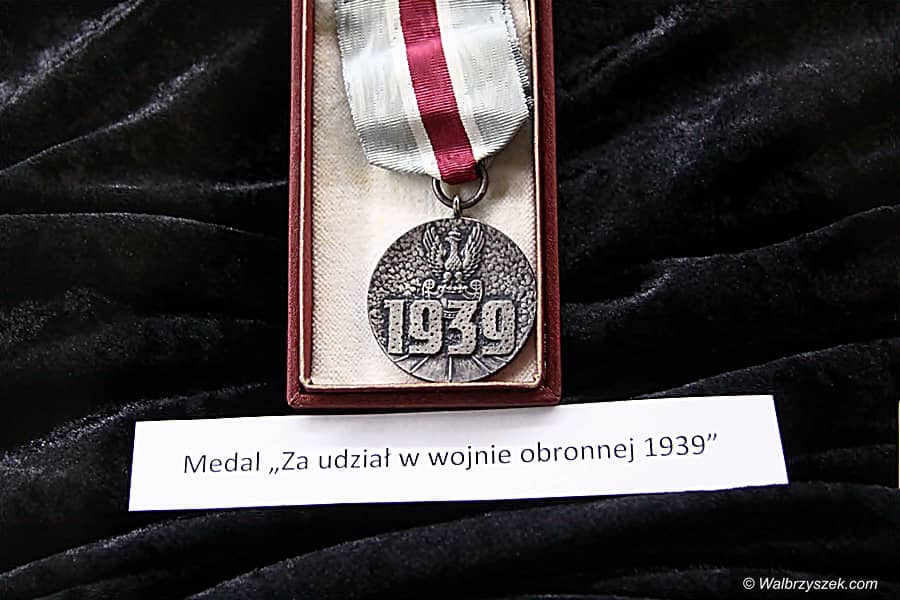 1939
Medal „Za udział w wojnie obronnej 1939”
© Walbrzyszek.com